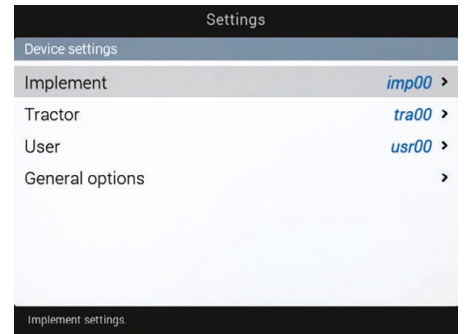 Settings
Device settings
Implement imp00 >
Tractor tra00 >
User usr00 >
General options >
Implement settings.